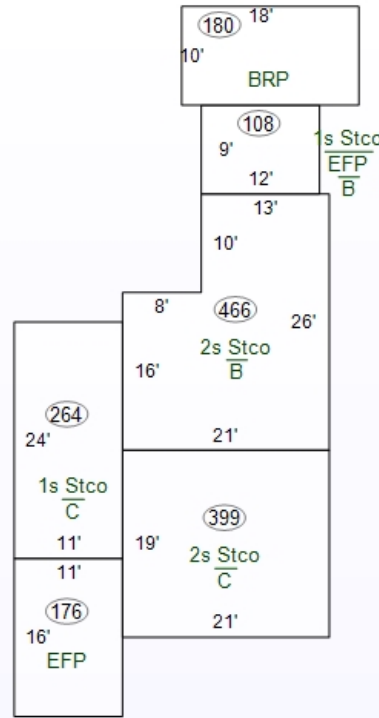 180
18'
10'
BRP
108
9'
12'
1s Stco
EFP
B
13'
10'
8'
466
26'
2s Stco
B
16'
21'
264
24'
1s Stco
C
11'
399
19'
2s Stco
C
21'
11'
176
16'
EFP